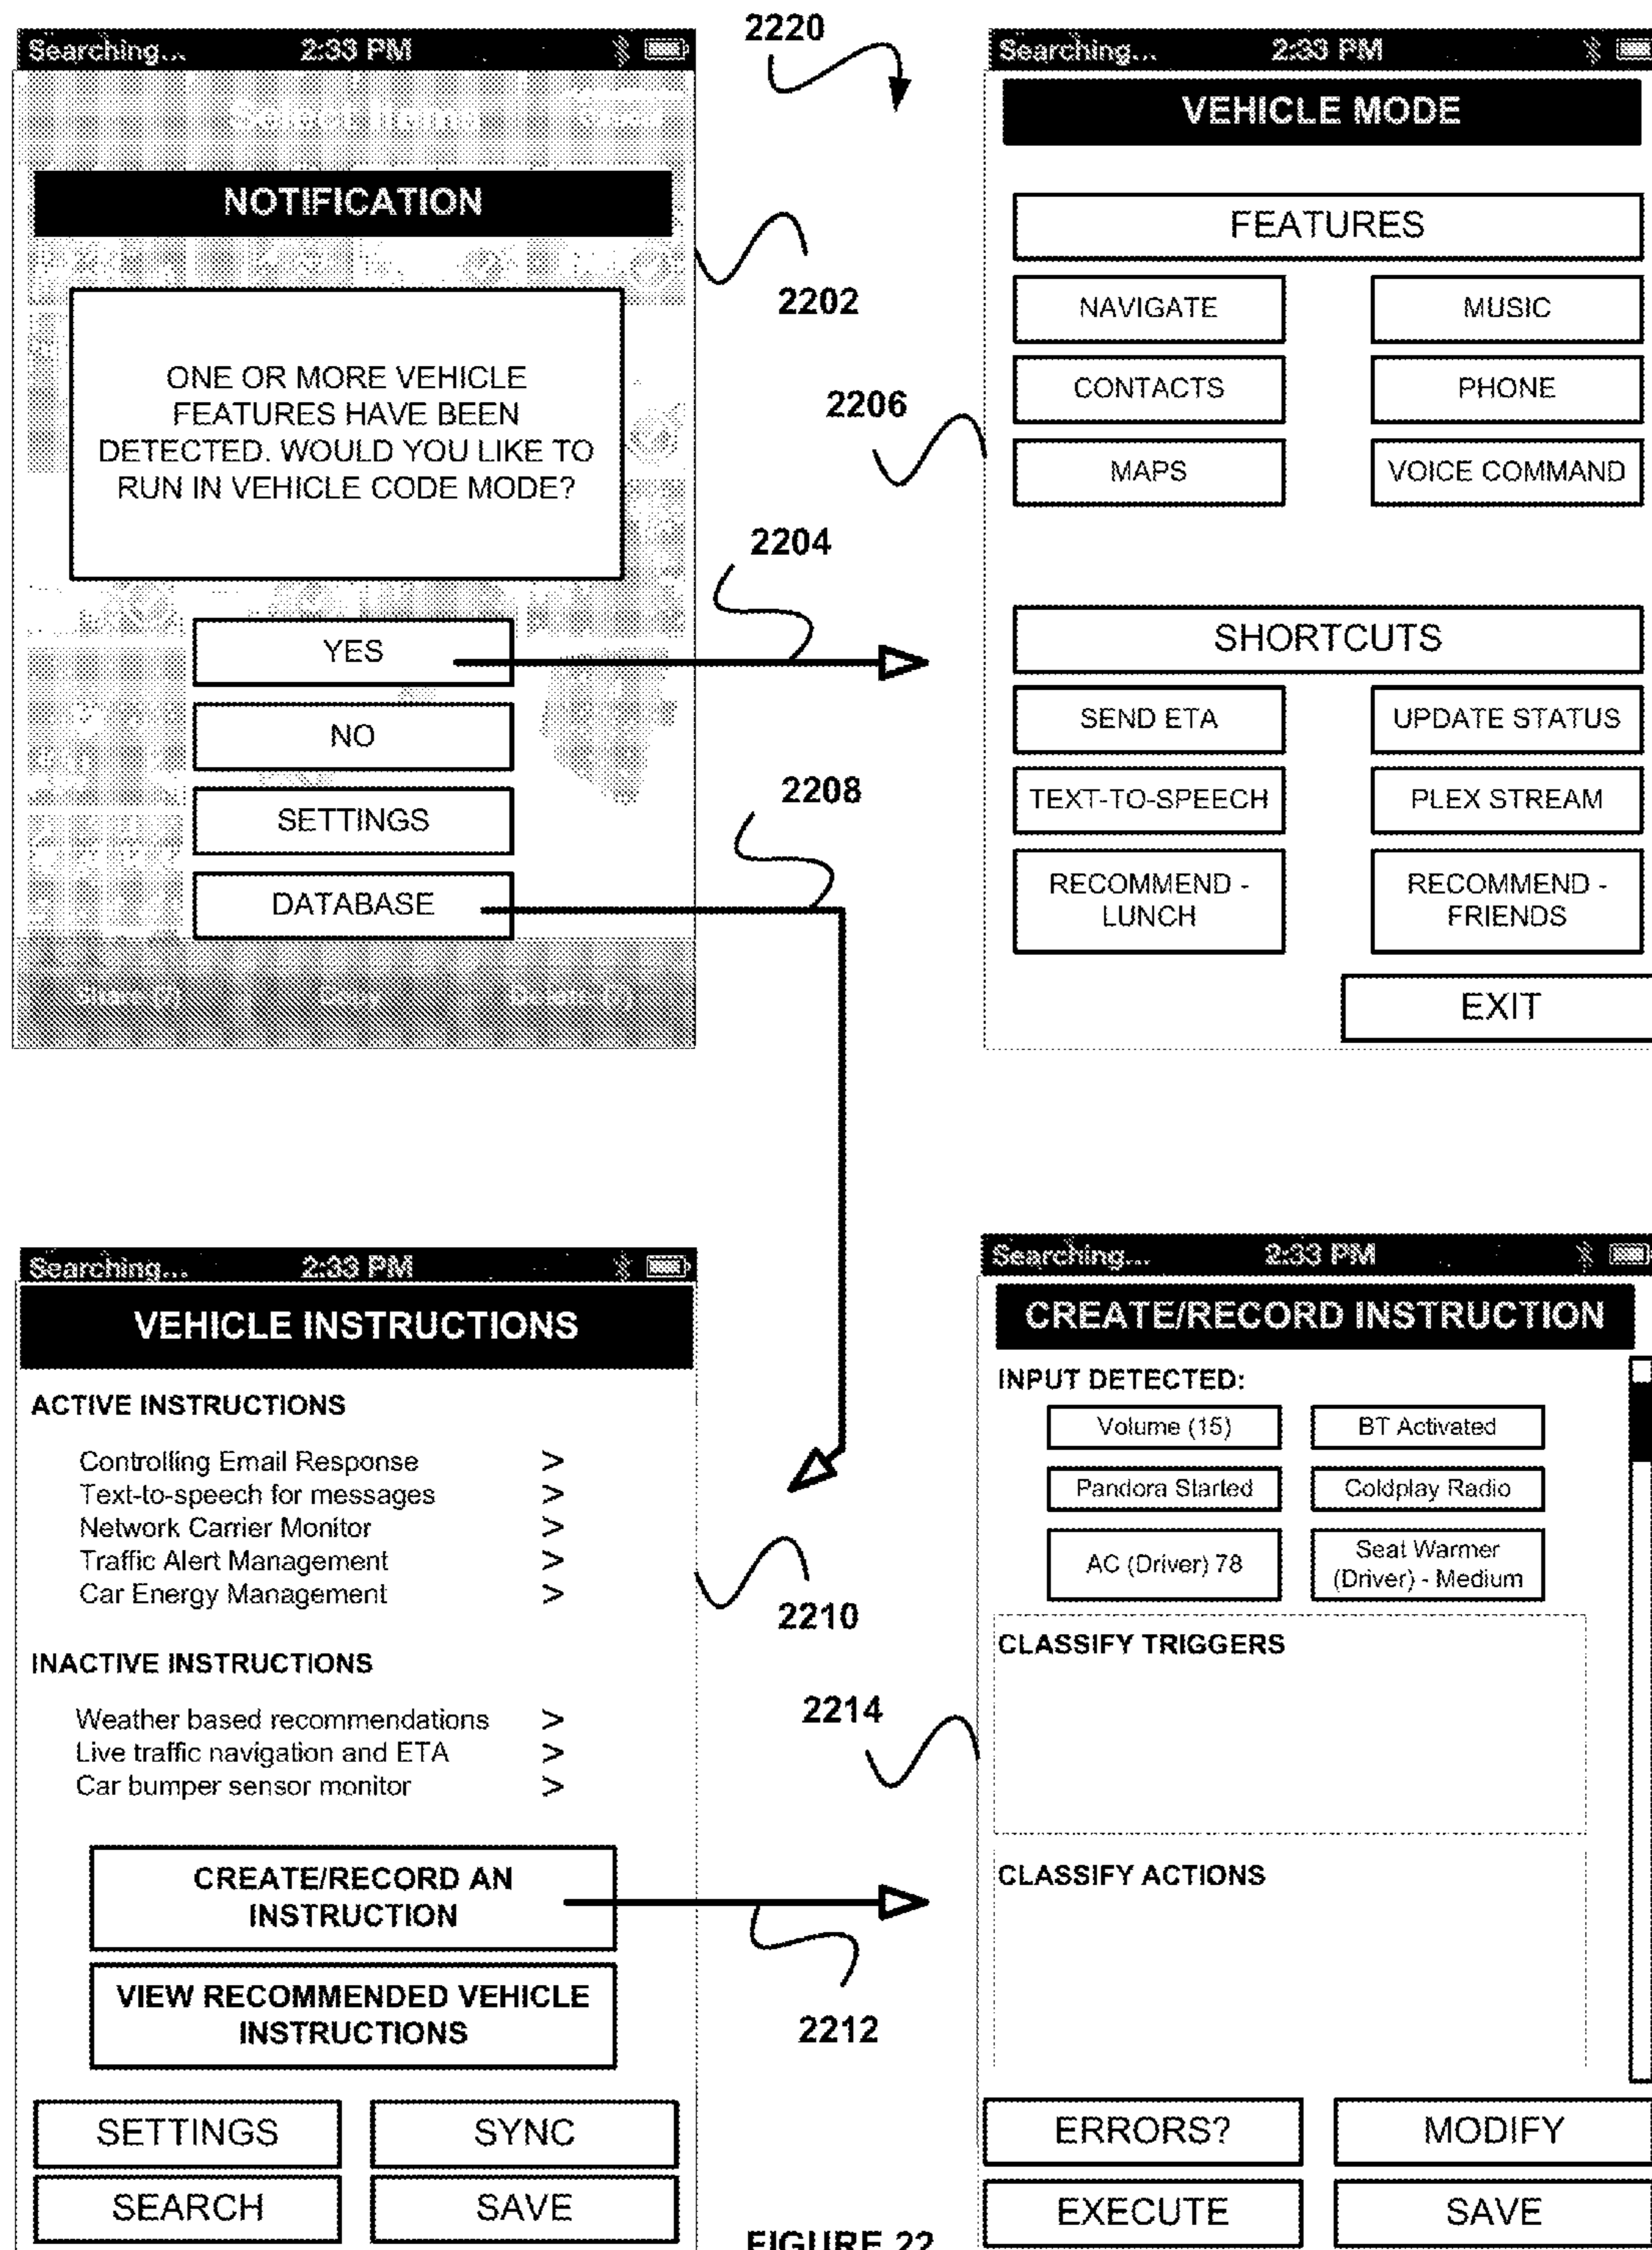 2220
Searching... 2:33 PM
Select Items
NOTIFICATION
ONE OR MORE VEHICLE
FEATURES HAVE BEEN
DETECTED. WOULD YOU LIKE TO
RUN IN VEHICLE CODE MODE?
YES
NO
SETTINGS
DATABASE
2202
2204
2206
2208
Searching... 2:33 PM
VEHICLE MODE
FEATURES
NAVIGATE MUSIC
CONTACTS PHONE
MAPS VOICE COMMAND
SHORTCUTS
SEND ETA UPDATE STATUS
TEXT-TO-SPEECH PLEX STREAM
RECOMMEND -
LUNCH
RECOMMEND -
FRIENDS
EXIT
Searching... 2:33 PM
VEHICLE INSTRUCTIONS
ACTIVE INSTRUCTIONS
Controlling Email Response >
Text-to-speech for messages >
Network Carrier Monitor >
Traffic Alert Management >
Car Energy Management >
INACTIVE INSTRUCTIONS
Weather based recommendations >
Live traffic navigation and ETA >
Car bumper sensor monitor >
CREATE/RECORD AN
INSTRUCTION
VIEW RECOMMENDED VEHICLE
INSTRUCTIONS
SETTINGS SYNC
SEARCH SAVE
2210
2214
2212
Searching... 2:33 PM
CREATE/RECORD INSTRUCTION
INPUT DETECTED:
Volume (15) BT Activated
Pandora Started Coldplay Radio
AC (Driver) 78
Seat Warmer
(Driver) - Medium
CLASSIFY TRIGGERS
CLASSIFY ACTIONS
ERRORS? MODIFY
EXECUTE SAVE
FIGURE 22